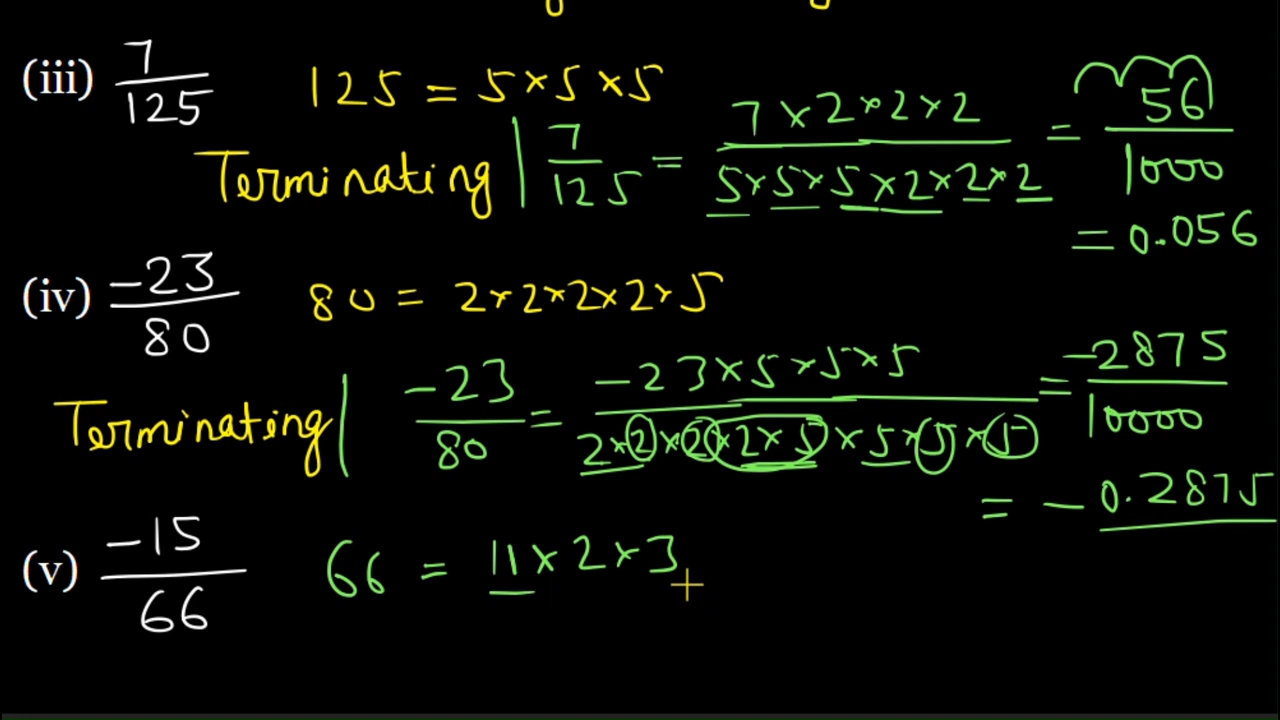 (iii) 7/125 125 = 5×5×5
Terminating | 7/125 = 7×2×2×2/5×5×5×2×2×2 = 56/1000
= 0.056
(iv) -23/80 80 = 2×2×2×2×5
Terminating | -23/80 = -23×5×5×5/2×2×2×2×5×5×5×5 = -2875/10000
= -0.2875
(v) -15/66 66 = 11×2×3